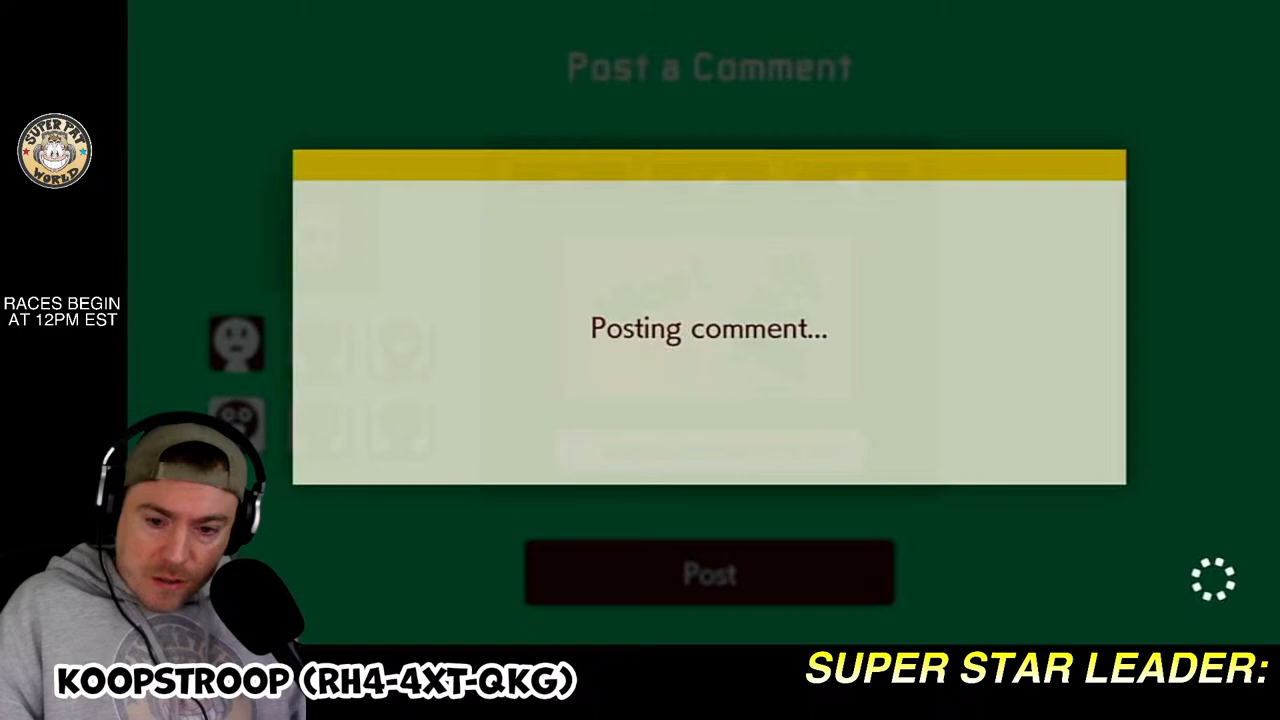 Post a Comment
SUPER PAT
WORLD
RACES BEGIN
AT 12PM EST
Posting comment...
Post
KOOPSTROOP (RH4-4XT-QKG)
SUPER STAR LEADER: